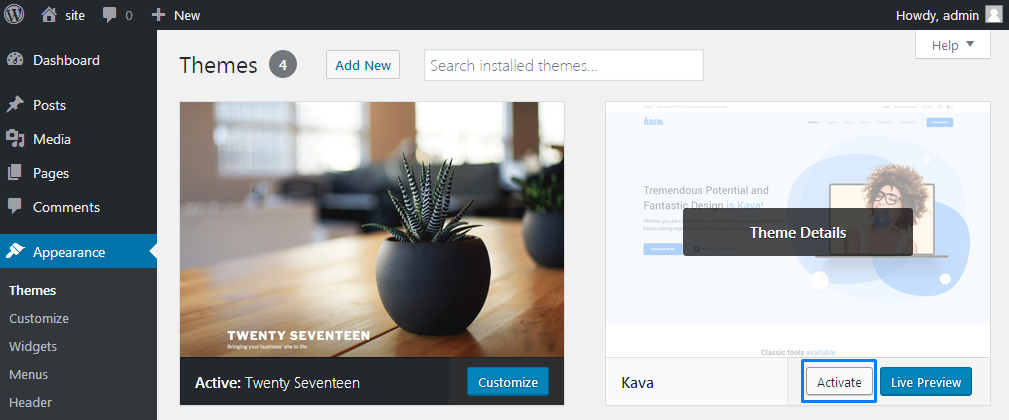 site 0 New Howdy, admin
Help
Dashboard
Posts
Media
Pages
Comments
Appearance
Themes
Customize
Widgets
Menus
Header
Themes 4 Add New Search installed themes...
TWENTY SEVENTEEN
Bringing your business' site to life
Active: Twenty Seventeen Customize
kava
Tremendous Potential and
Fantastic Design is Kava!
Theme Details
Classic tools available
Kava Activate Live Preview